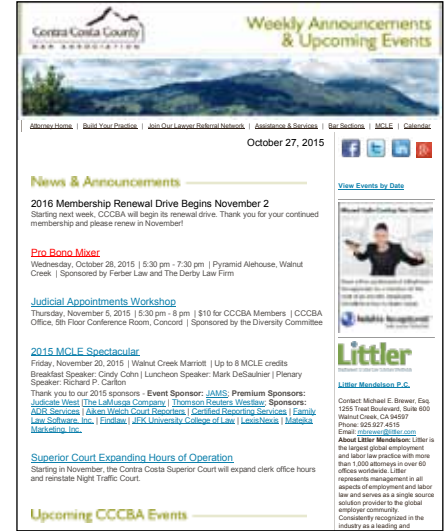 Contra Costa County
BAR ASSOCIATION
Weekly Announcements
& Upcoming Events
Attorney Home | Build Your Practice | Join Our Lawyer Referral Network | Assistance & Services | Bar Sections | MCLE | Calendar
October 27, 2015
News & Announcements
2016 Membership Renewal Drive Begins November 2
Starting next week, CCCBA will begin its renewal drive. Thank you for your continued
membership and please renew in November!
Pro Bono Mixer
Wednesday, October 28, 2015 | 5:30 pm - 7:30 pm | Pyramid Alehouse, Walnut
Creek | Sponsored by Ferber Law and The Derby Law Firm
Judicial Appointments Workshop
Thursday, November 5, 2015 | 5:30 pm - 8 pm | $10 for CCCBA Members | CCCBA
Office, 5th Floor Conference Room, Concord | Sponsored by the Diversity Committee
2015 MCLE Spectacular
Friday, November 20, 2015 | Walnut Creek Marriott | Up to 8 MCLE credits
Breakfast Speaker: Cindy Cohn | Luncheon Speaker: Mark DeSaulnier | Plenary
Speaker: Richard P. Carlton
Thank you to our 2015 sponsors - Event Sponsor: JAMS; Premium Sponsors:
Judicate West |The LaMusga Company | Thomson Reuters Westlaw; Sponsors:
ADR Services | Aiken Welch Court Reporters | Certified Reporting Services | Family
Law Software, Inc. | Findlaw | JFK University College of Law | LexisNexis | Matejka
Marketing, Inc.
Superior Court Expanding Hours of Operation
Starting in November, the Contra Costa Superior Court will expand clerk office hours
and reinstate Night Traffic Court.
Upcoming CCCBA Events
View Events by Date
Littler
Littler Mendelson P.C.
Contact: Michael E. Brewer, Esq.
1255 Treat Boulevard, Suite 600
Walnut Creek, CA 94597
Phone: 925.927.4515
Email: mbrewer@littler.com
About Littler Mendelson: Littler is
the largest global employment
and labor law practice with more
than 1,000 attorneys in over 60
offices worldwide. Littler
represents management in all
aspects of employment and labor
law and serves as a single source
solution provider to the global
employer community.
Consistently recognized in the
industry as a leading and